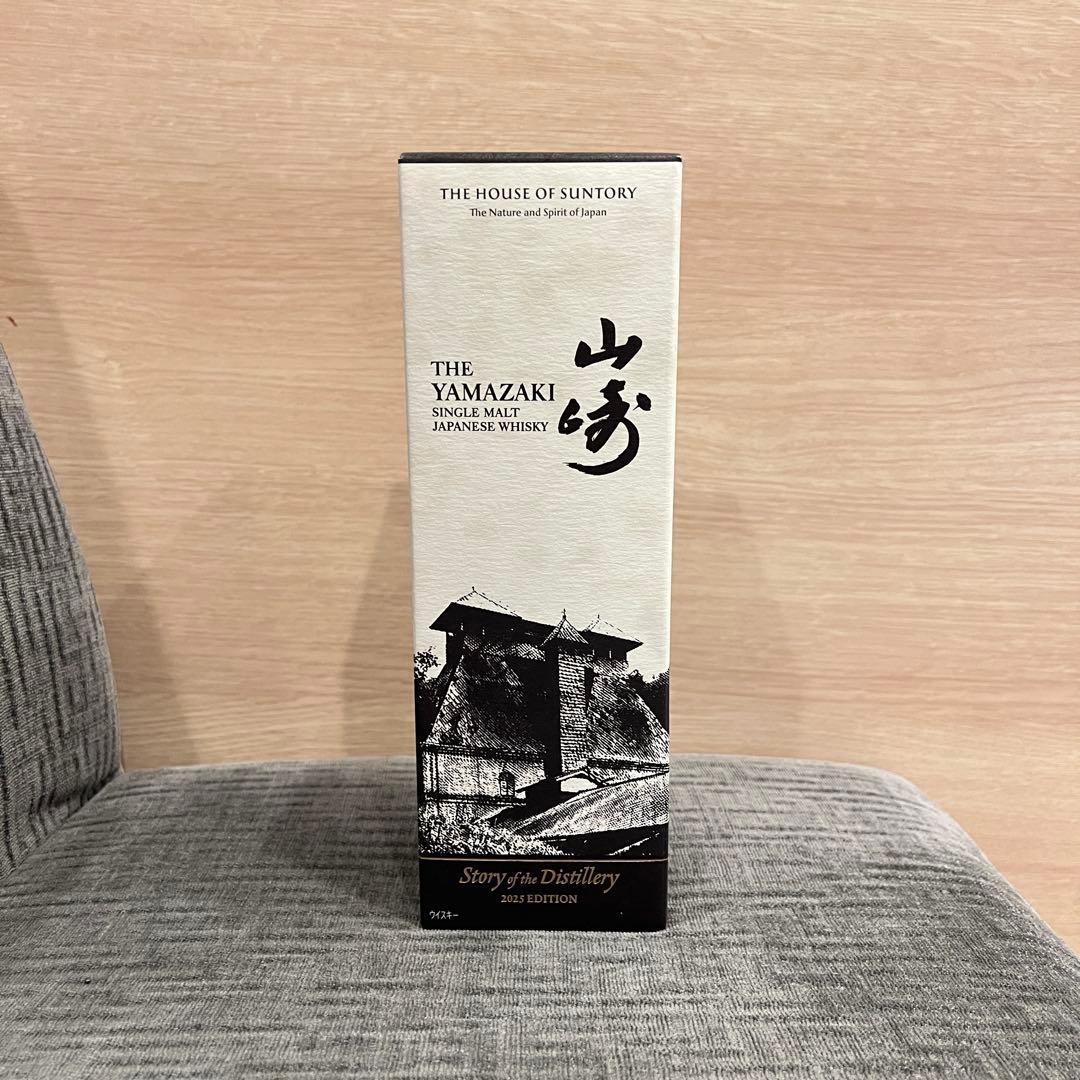 THE HOUSE OF SUNTORY
The Nature and Spirit of Japan
山崎
THE
YAMAZAKI
SINGLE MALT
JAPANESE WHISKY
Story of the Distillery
2025 EDITION
ウイスキー